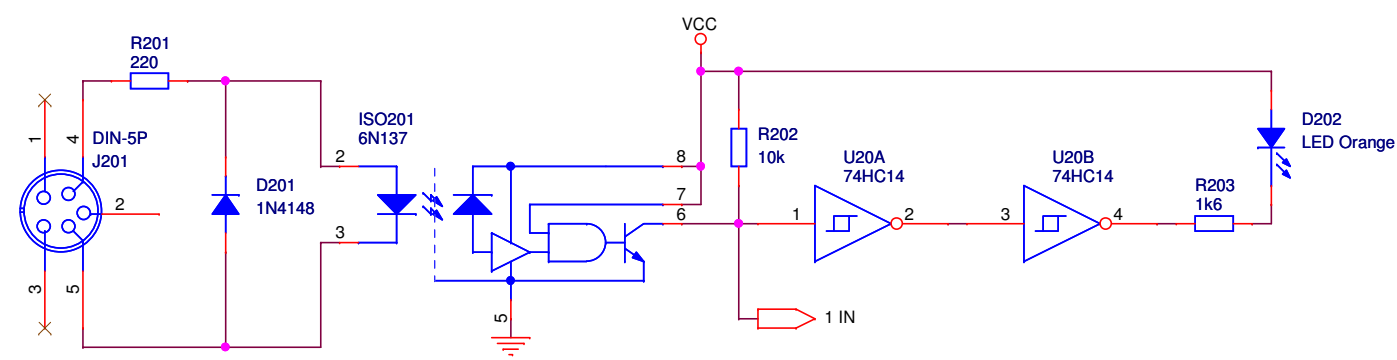 VCC
R201
220
1
4
DIN-5P
J201
2
3
5
D201
1N4148
ISO201
6N137
2
3
8
7
6
5
R202
10k
1 IN
U20A
74HC14
1
2
U20B
74HC14
3
4
R203
1k6
D202
LED Orange